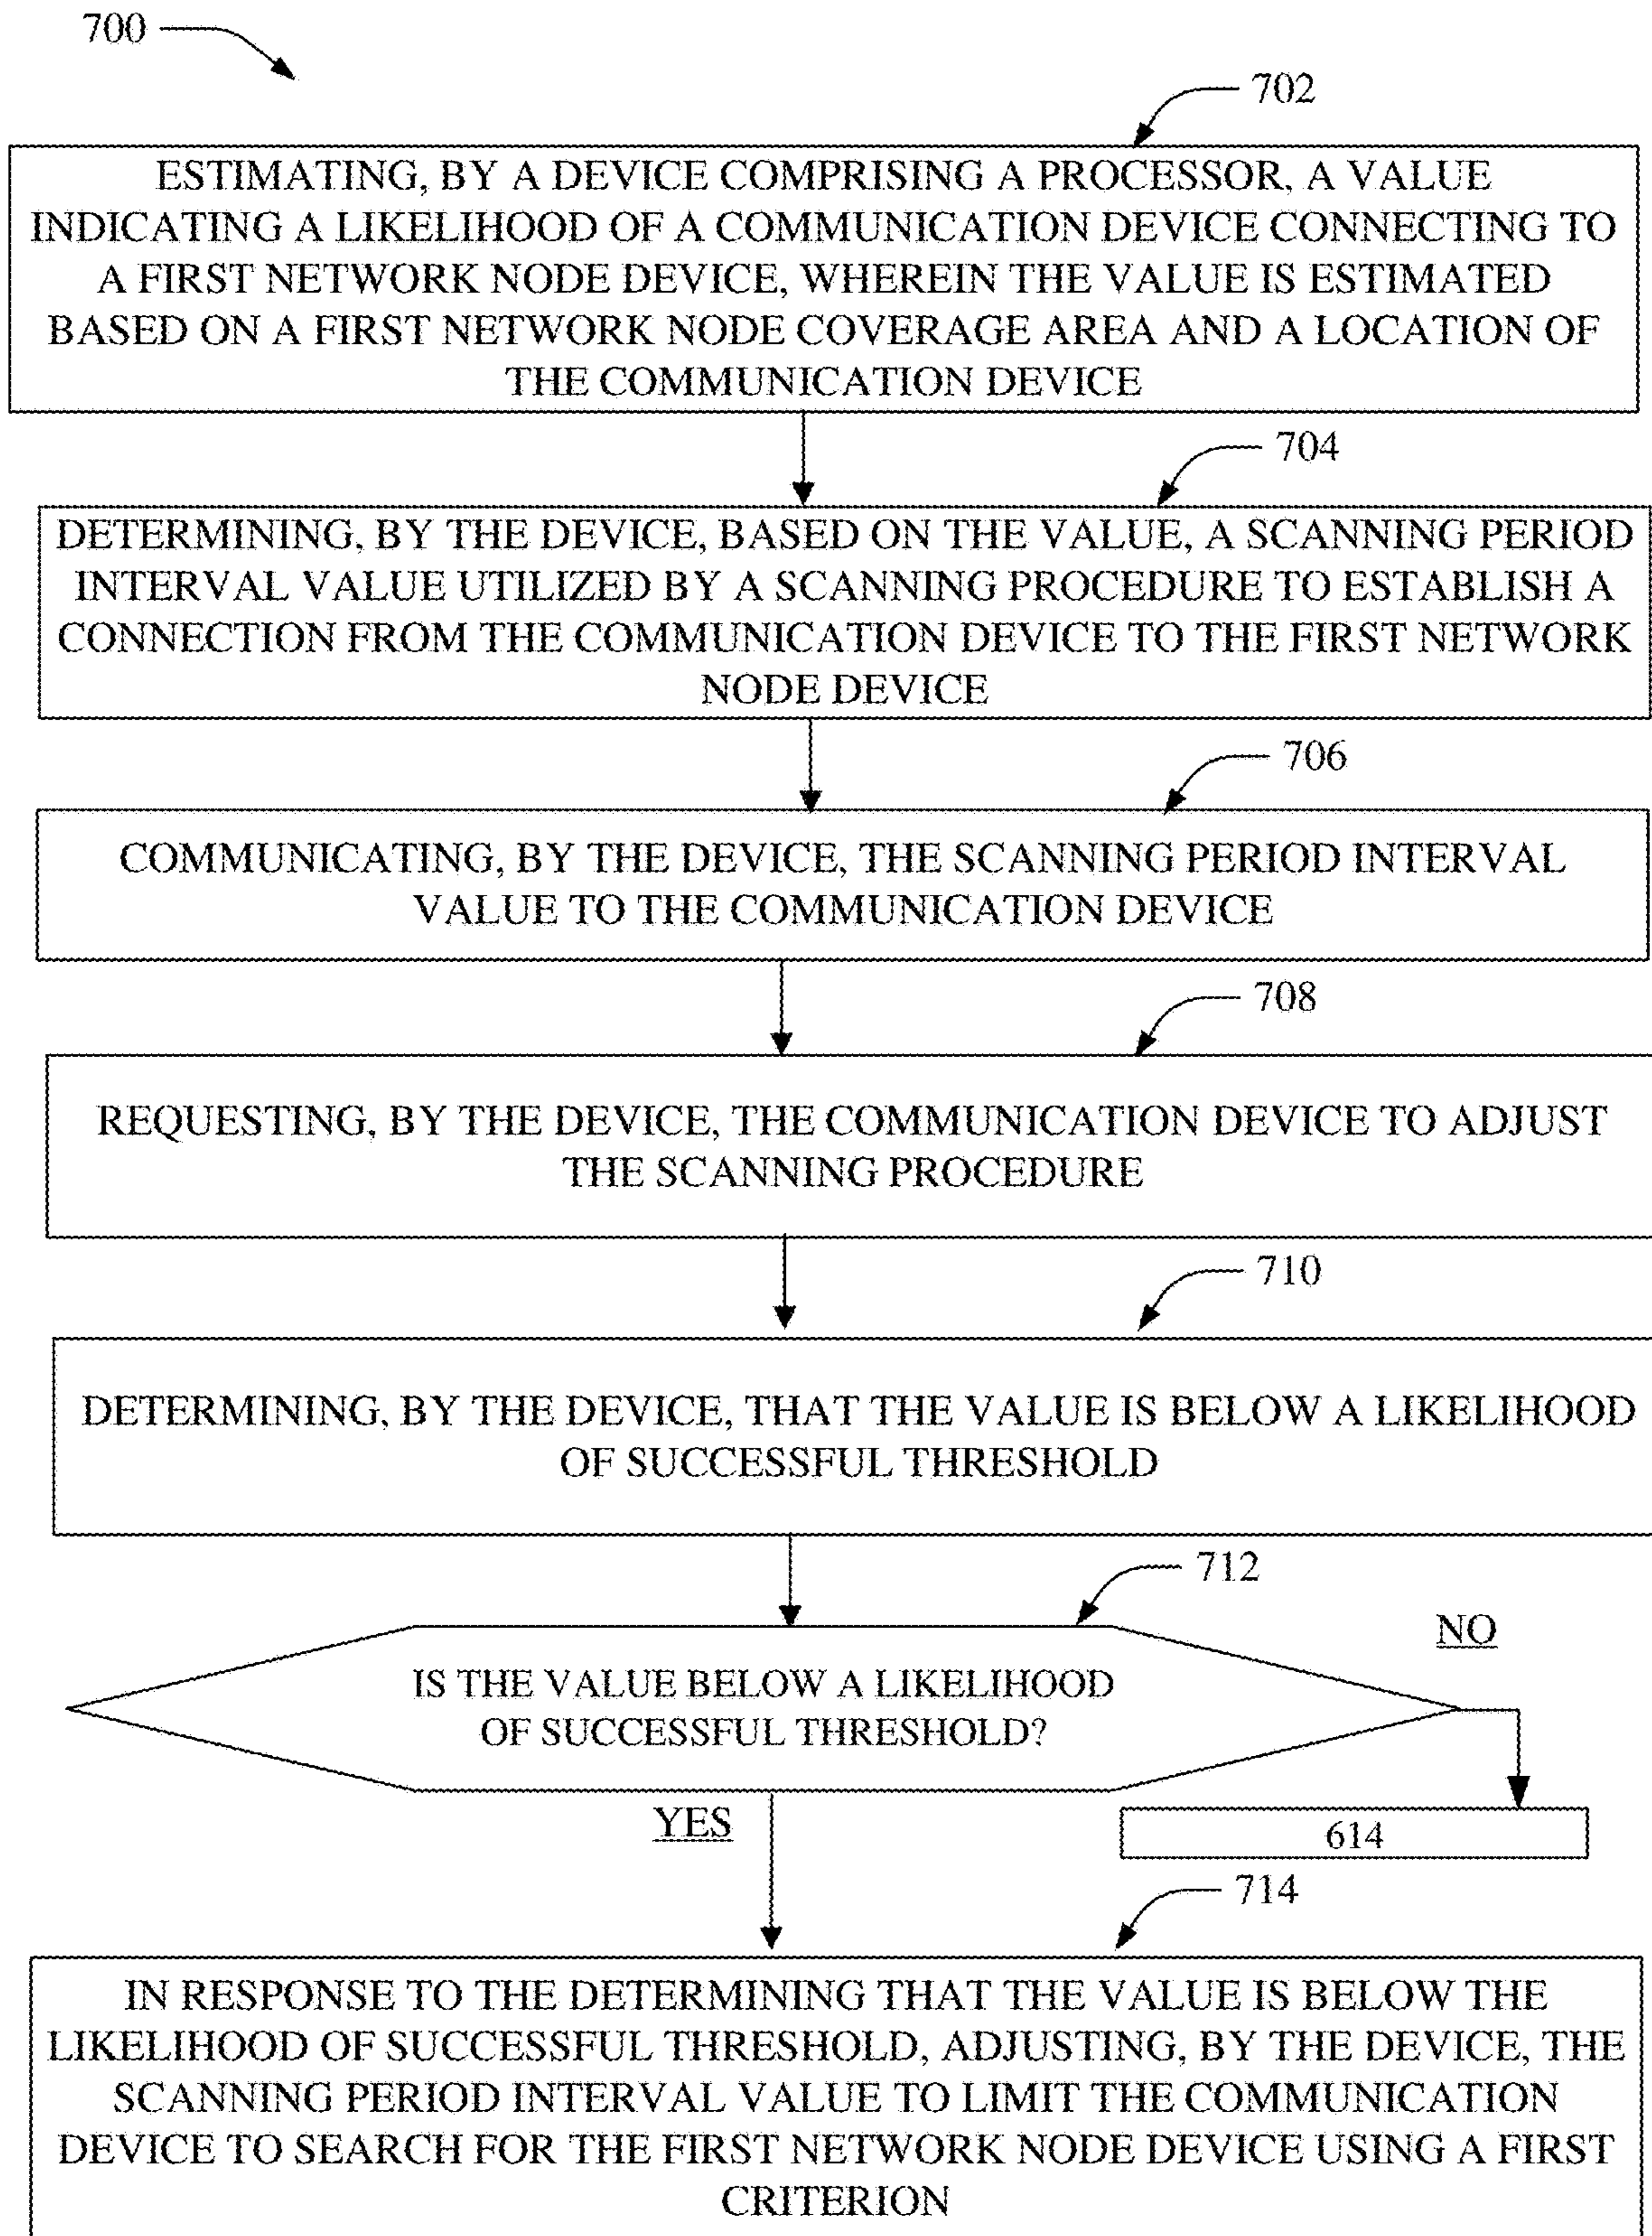 700
702
ESTIMATING, BY A DEVICE COMPRISING A PROCESSOR, A VALUE
INDICATING A LIKELIHOOD OF A COMMUNICATION DEVICE CONNECTING TO
A FIRST NETWORK NODE DEVICE, WHEREIN THE VALUE IS ESTIMATED
BASED ON A FIRST NETWORK NODE COVERAGE AREA AND A LOCATION OF
THE COMMUNICATION DEVICE
704
DETERMINING, BY THE DEVICE, BASED ON THE VALUE, A SCANNING PERIOD
INTERVAL VALUE UTILIZED BY A SCANNING PROCEDURE TO ESTABLISH A
CONNECTION FROM THE COMMUNICATION DEVICE TO THE FIRST NETWORK
NODE DEVICE
706
COMMUNICATING, BY THE DEVICE, THE SCANNING PERIOD INTERVAL
VALUE TO THE COMMUNICATION DEVICE
708
REQUESTING, BY THE DEVICE, THE COMMUNICATION DEVICE TO ADJUST
THE SCANNING PROCEDURE
710
DETERMINING, BY THE DEVICE, THAT THE VALUE IS BELOW A LIKELIHOOD
OF SUCCESSFUL THRESHOLD
712
IS THE VALUE BELOW A LIKELIHOOD
OF SUCCESSFUL THRESHOLD?
NO
YES
614
714
IN RESPONSE TO THE DETERMINING THAT THE VALUE IS BELOW THE
LIKELIHOOD OF SUCCESSFUL THRESHOLD, ADJUSTING, BY THE DEVICE, THE
SCANNING PERIOD INTERVAL VALUE TO LIMIT THE COMMUNICATION
DEVICE TO SEARCH FOR THE FIRST NETWORK NODE DEVICE USING A FIRST
CRITERION